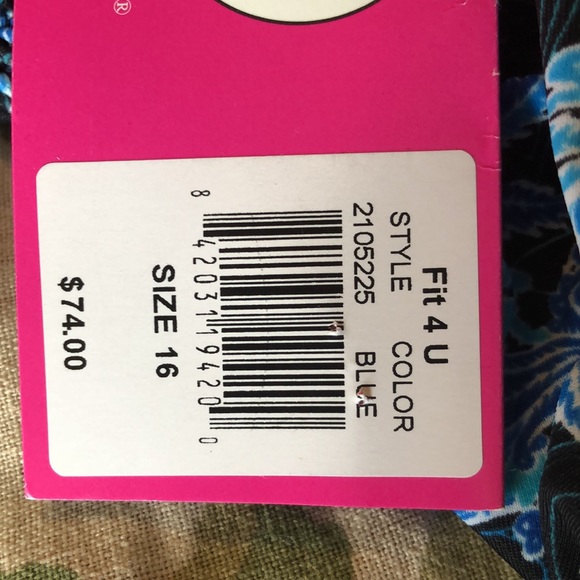 ®
Fit 4 U
STYLE COLOR
2105225 BLUE
8 42031 19420 0
SIZE 16
$74.00